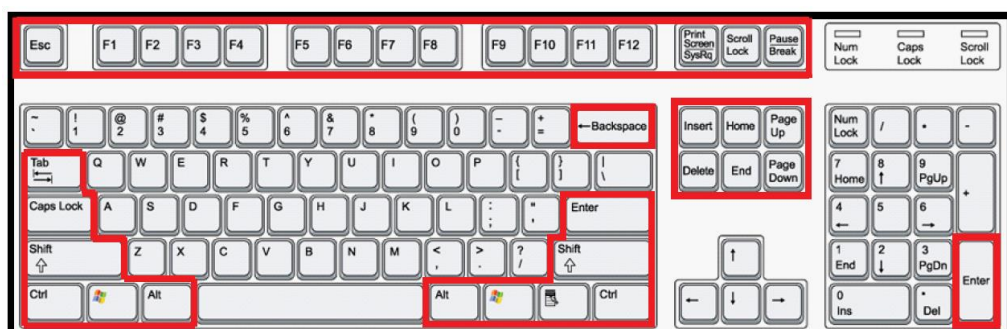 Esc F1 F2 F3 F4 F5 F6 F7 F8 F9 F10 F11 F12 Print Screen SysRq Scroll Lock Pause Break Num Lock Caps Lock Scroll Lock
~ ` ! 1 @ 2 # 3 $ 4 % 5 ^ 6 & 7 * 8 ( 9 ) 0 – - + = ←Backspace Insert Home Page Up Num Lock / * -
Tab Q W E R T Y U I O P { [ } ] | \ Delete End Page Down 7 Home 8 ↑ 9 PgUp +
Caps Lock A S D F G H J K L : ; " ' Enter 4 ← 5 6 →
Shift Z X C V B N M < , > . ? / Shift ↑ 1 End 2 ↓ 3 PgDn Enter
Ctrl Alt Alt Ctrl ← ↓ → 0 Ins • Del